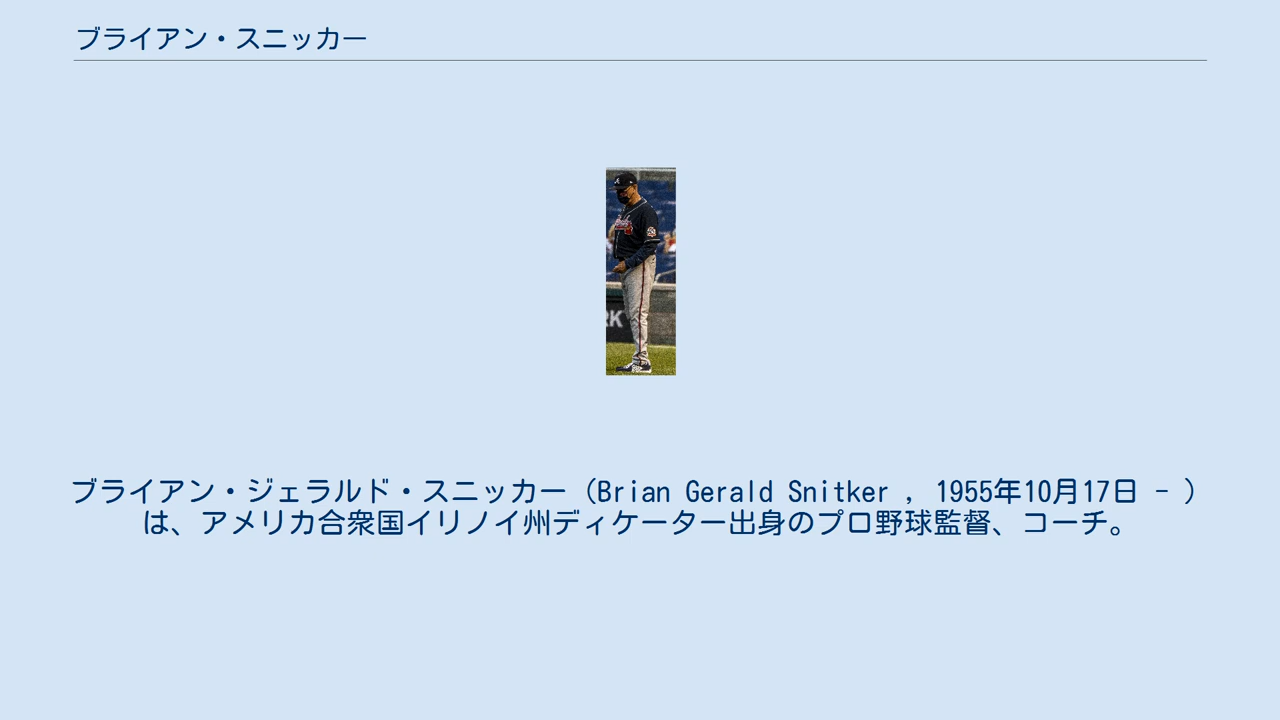 ブライアン・スニッカー
RK
ブライアン・ジェラルド・スニッカー（Brian Gerald Snitker , 1955年10月17日 - ）
は、アメリカ合衆国イリノイ州ディケーター出身のプロ野球監督、コーチ。